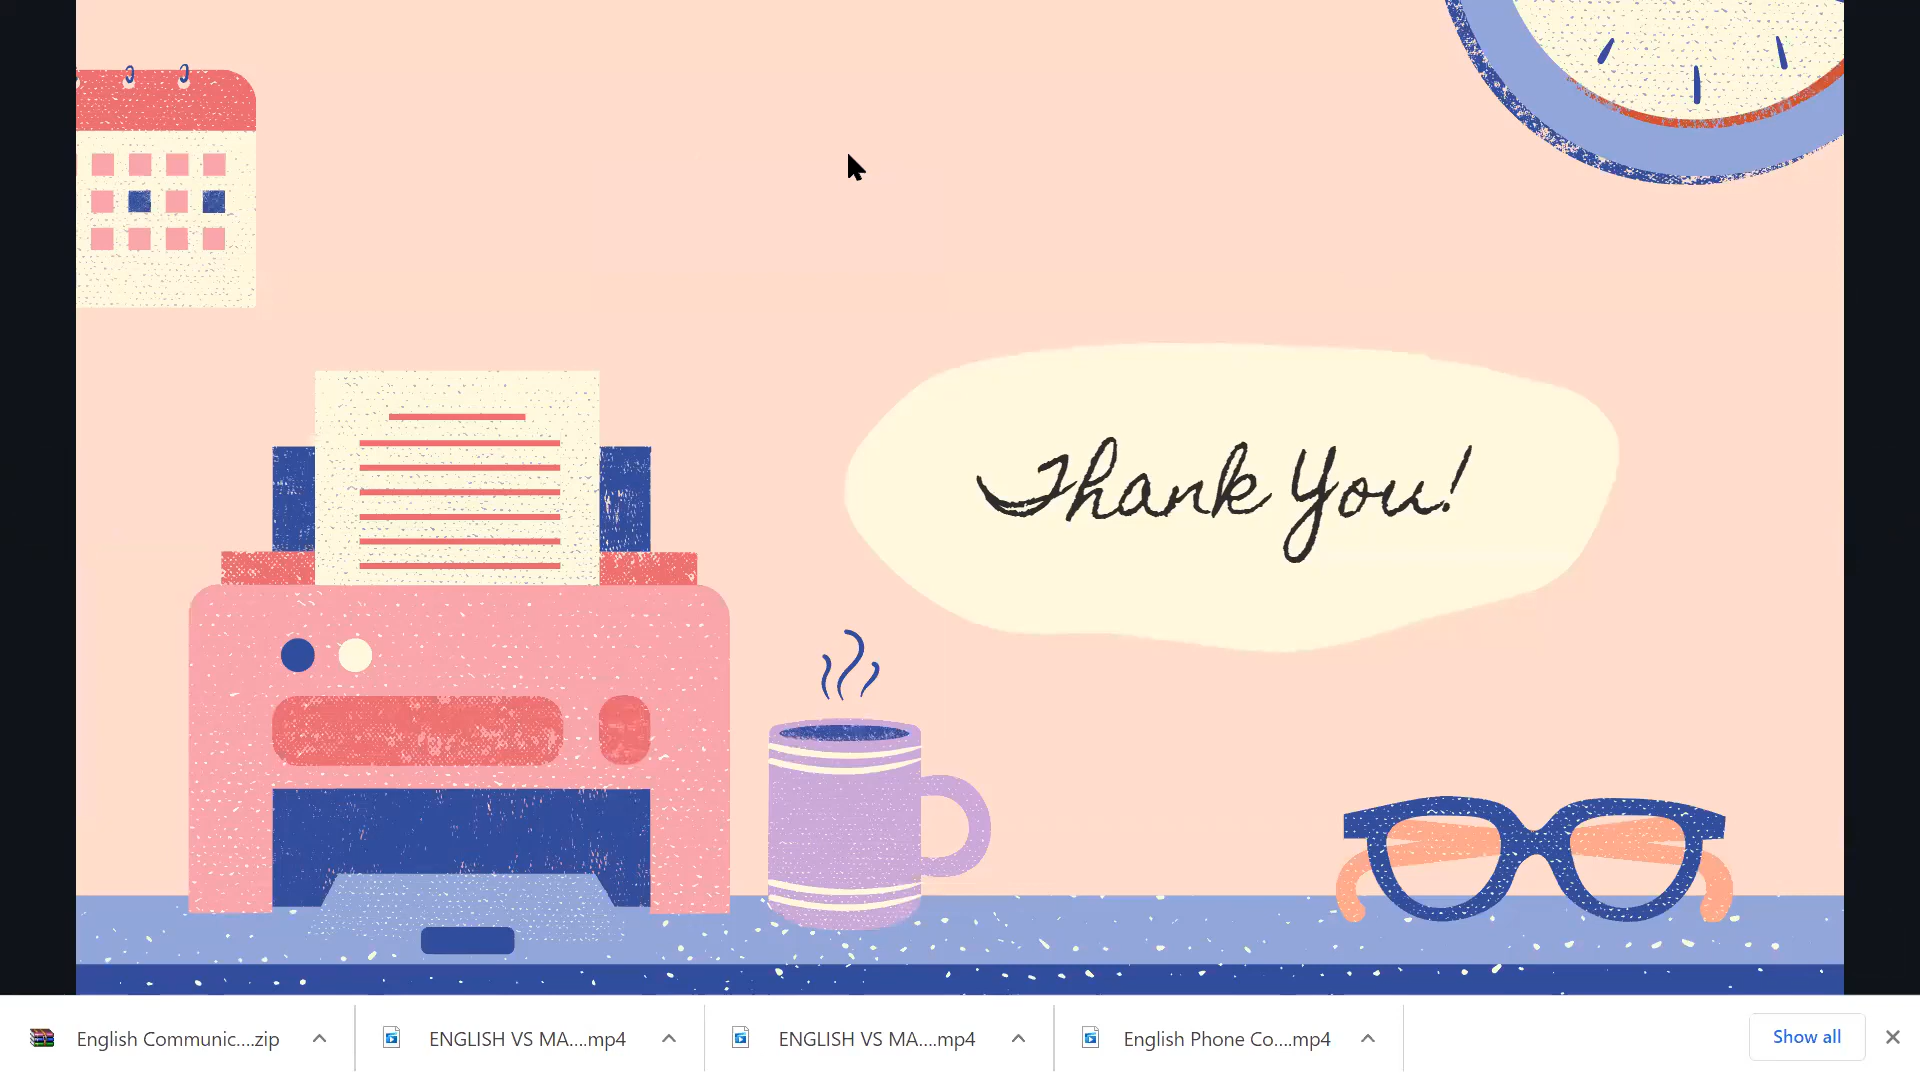 Thank You!
English Communic....zip
ENGLISH VS MA....mp4
ENGLISH VS MA....mp4
English Phone Co....mp4
Show all